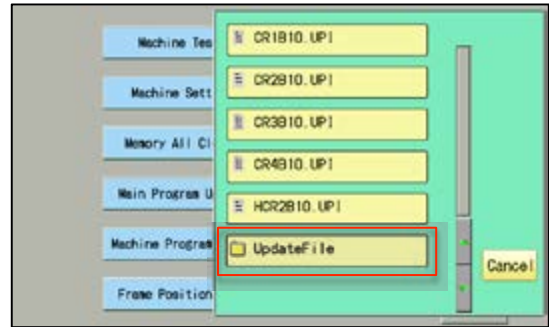 Machine Tes
Machine Sett
Memory All Cl
Main Program U
Machine Program
Frame Position
CR1B10.UPI
CR2B10.UPI
CR3B10.UPI
CR4B10.UPI
HCR2B10.UPI
UpdateFile
Cancel